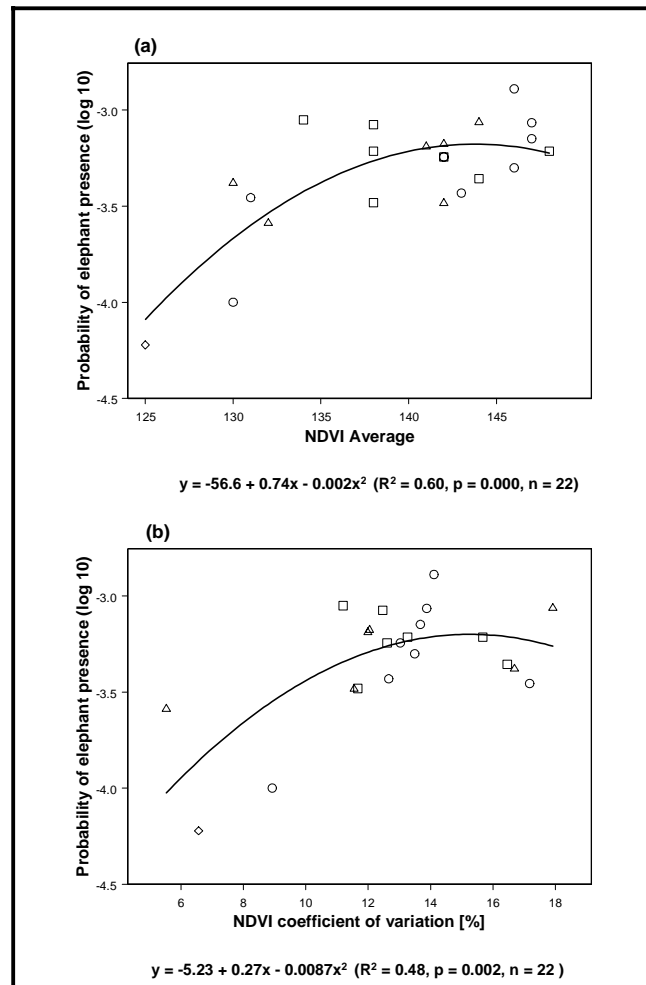 (a)
Probability of elephant presence (log 10)
-3.0
-3.5
-4.0
-4.5
125 130 135 140 145
NDVI Average
y = -56.6 + 0.74x - 0.002x² (R² = 0.60, p = 0.000, n = 22)
(b)
Probability of elephant presence (log 10)
-3.0
-3.5
-4.0
-4.5
6 8 10 12 14 16 18
NDVI coefficient of variation [%]
y = -5.23 + 0.27x - 0.0087x² (R² = 0.48, p = 0.002, n = 22 )